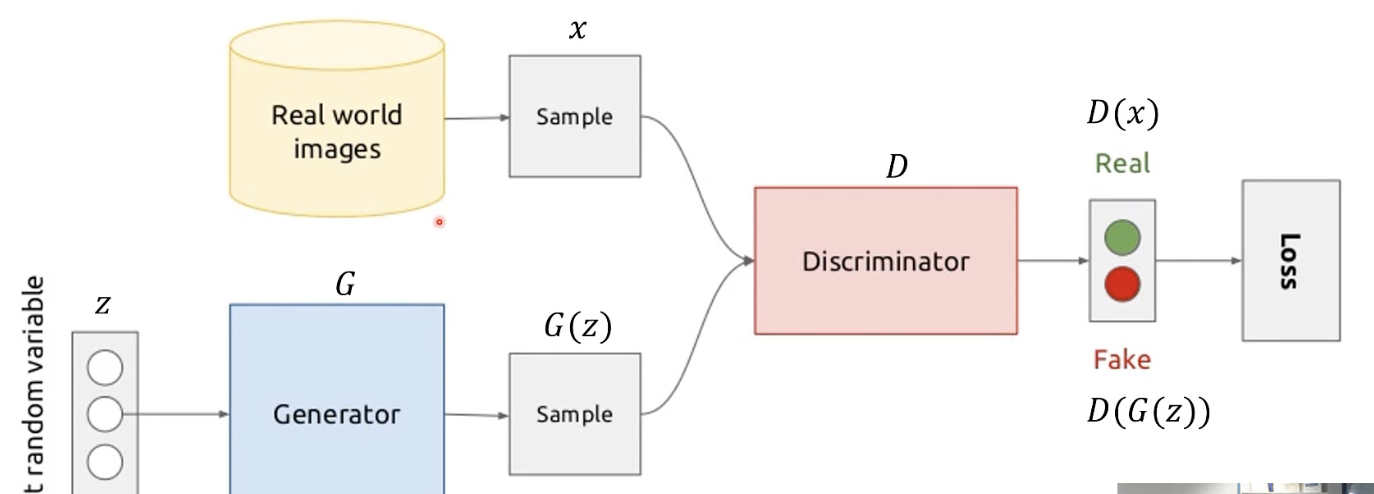 x
Real world
images
Sample
D(x)
Real
D
Discriminator
Loss
Fake
D(G(z))
G
z
Generator
G(z)
Sample
t random variable